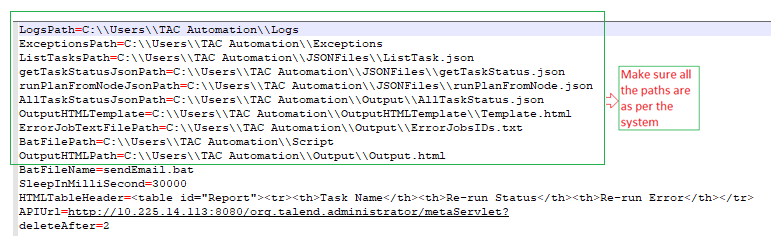 LogsPath=C:\\Users\\TAC Automation\\Logs
ExceptionsPath=C:\\Users\\TAC Automation\\Exceptions
ListTasksPath=C:\\Users\\TAC Automation\\JSONFiles\\ListTask.json
getTaskStatusJsonPath=C:\\Users\\TAC Automation\\JSONFiles\\getTaskStatus.json
runPlanFromNodeJsonPath=C:\\Users\\TAC Automation\\JSONFiles\\runPlanFromNode.json
AllTaskStatusPath=C:\\Users\\TAC Automation\\Output\\AllTaskStatus.json
OutputHTMLTemplate=C:\\Users\\TAC Automation\\OutputHTMLTemplate\\Template.html
ErrorJobTextFilePath=C:\\Users\\TAC Automation\\Output\\ErrorJobsIDs.txt
BatFilePath=C:\\Users\\TAC Automation\\Script
OutputHTMLPath=C:\\Users\\TAC Automation\\Output\\Output.html
BatFileName=sendEmail.bat
SleepInMilliSecond=30000
HTMLTableHeader=<table id="Report"><tr><th>Task Name</th><th>Re-run Status</th><th>Re-run Error</th></tr>
APIUrl=http://10.225.14.113:8080/org.talend.administrator/metaServlet?
deleteAfter=2
Make sure all
the paths are
as per the
system